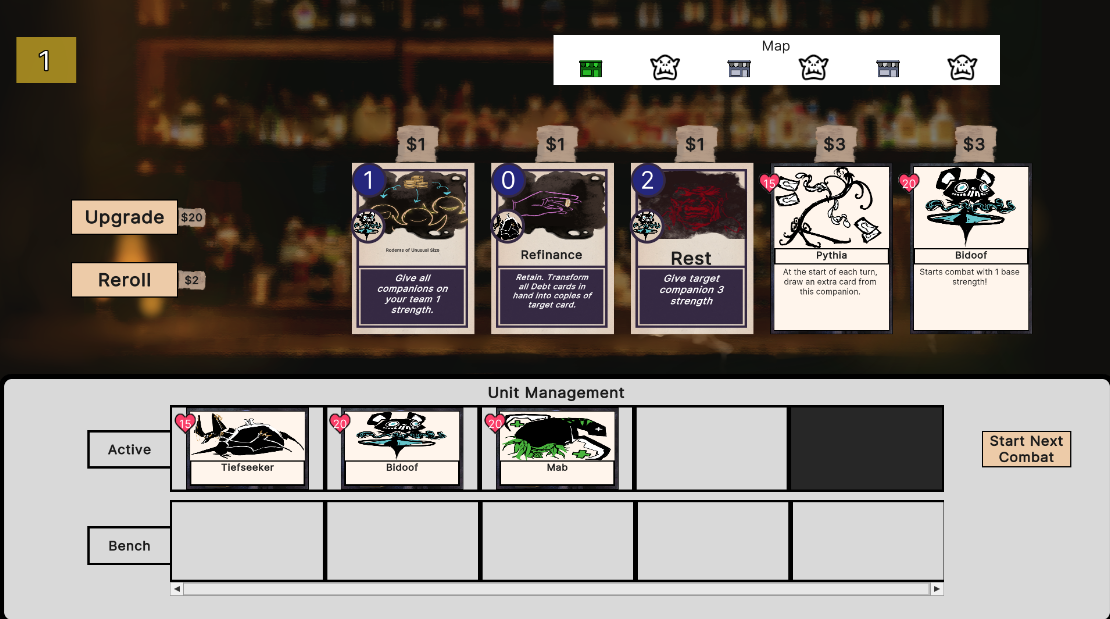 1
Map
$1
$1
$1
$3
$3
Upgrade
$20
Reroll
$2
1
Rodents of Unusual Size
Give all
companions on
your team 1
strength.
0
Refinance
Retain. Transform
all Debt cards in
hand into copies of
target card.
2
Rest
Give target
companion 3
strength
15
Pythia
At the start of each turn,
draw an extra card from
this companion.
20
Bidoof
Starts combat with 1 base
strength!
Unit Management
Active
15
Tiefseeker
20
Bidoof
20
Mab
Start Next
Combat
Bench